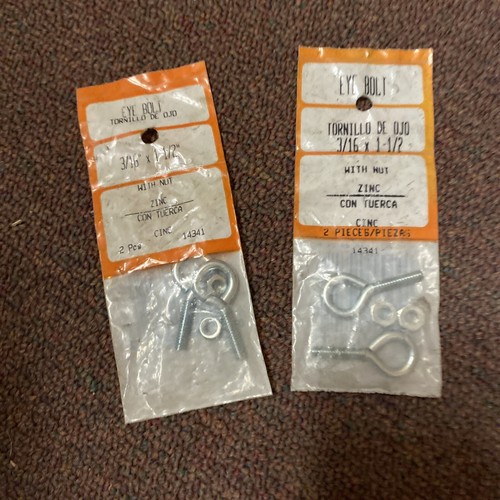 EYE BOLT
TORNILLO DE OJO
3/16" x 1-1/2"
WITH NUT
ZINC
CON TUERCA
CINC
2 Pcs 14341
EYE BOLT
TORNILLO DE OJO
3/16 x 1-1/2
WITH NUT
ZINC
CON TUERCA
CINC
2 PIECES/PIEZAS
14341